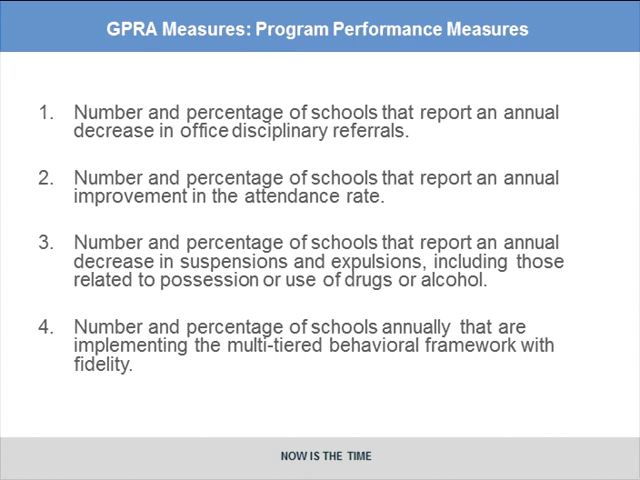 GPRA Measures: Program Performance Measures
1. Number and percentage of schools that report an annual
decrease in office disciplinary referrals.
2. Number and percentage of schools that report an annual
improvement in the attendance rate.
3. Number and percentage of schools that report an annual
decrease in suspensions and expulsions, including those
related to possession or use of drugs or alcohol.
4. Number and percentage of schools annually that are
implementing the multi-tiered behavioral framework with
fidelity.
NOW IS THE TIME